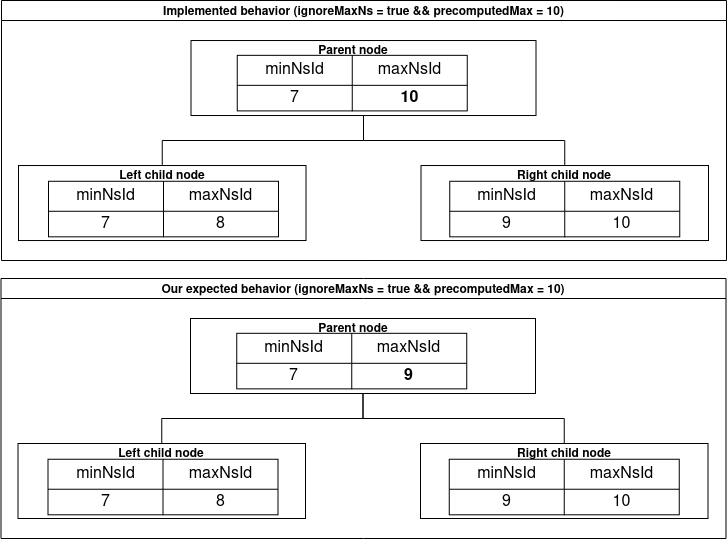 Implemented behavior (ignoreMaxNs = true && precomputedMax = 10)
Parent node
minNsId maxNsId
7 10
Left child node
minNsId maxNsId
7 8
Right child node
minNsId maxNsId
9 10
Our expected behavior (ignoreMaxNs = true && precomputedMax = 10)
Parent node
minNsId maxNsId
7 9
Left child node
minNsId maxNsId
7 8
Right child node
minNsId maxNsId
9 10